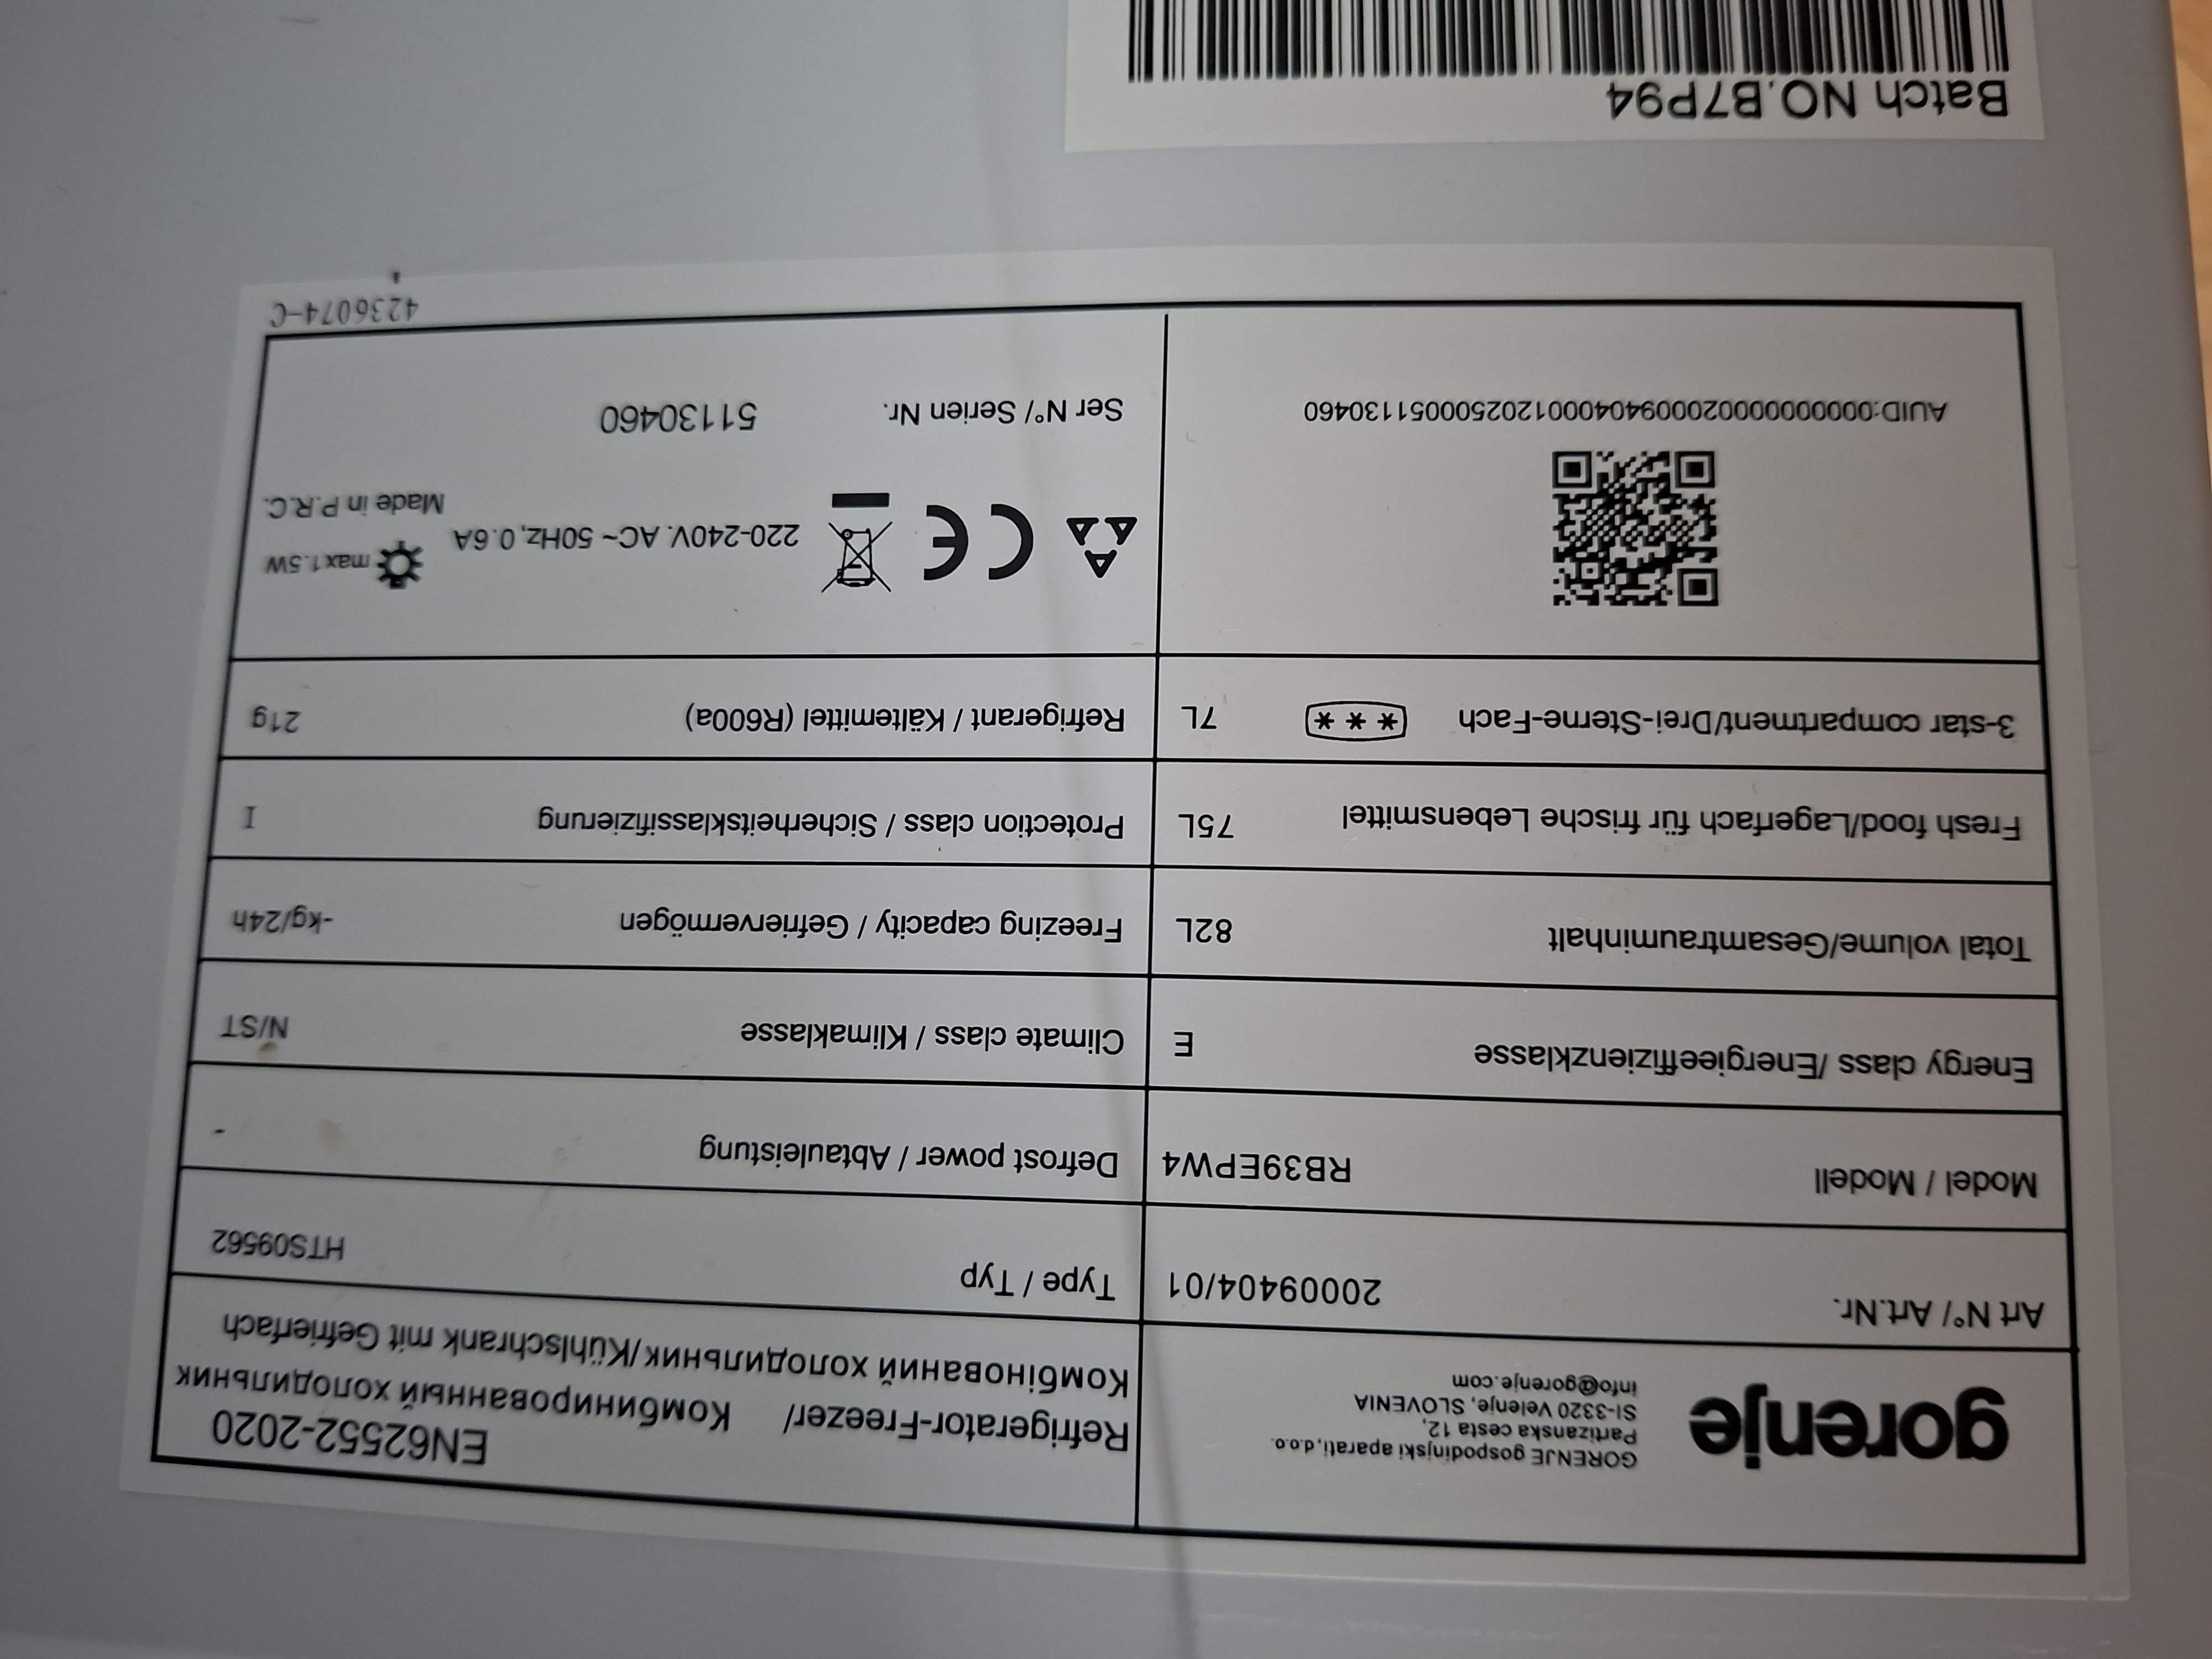 gorenje
GORENJE gospodinjski aparati, d.o.o.
Partizanska cesta 12,
SI-3320 Velenje, SLOVENIA
info@gorenje.com
EN62552-2020
Refrigerator-Freezer/ Комбинированный холодильник
Комбінований холодильник/Kühlschrank mit Gefrierfach
Art N°/ Art.Nr. 20009404/01
Type / Typ HTS09562
Model / Modell RB39EPW4
Defrost power / Abtauleistung -
Energy class /Energieeffizienzklasse E
Climate class / Klimaklasse N/ST
Total volume/Gesamtrauminhalt 82L
Freezing capacity / Gefriervermögen -kg/24h
Fresh food/Lagerfach für frische Lebensmittel 75L
Protection class / Sicherheitsklassifizierung I
3-star compartment/Drei-Sterne-Fach *** 7L
Refrigerant / Kältemittel (R600a) 21g
CE 220-240V. AC~ 50Hz, 0.6A
max1.5W
Made in P.R.C.
AUID:0000000000200094040001202500051130460
Ser N°/ Serien Nr. 51130460
4236074-C
Batch NO.B7P94